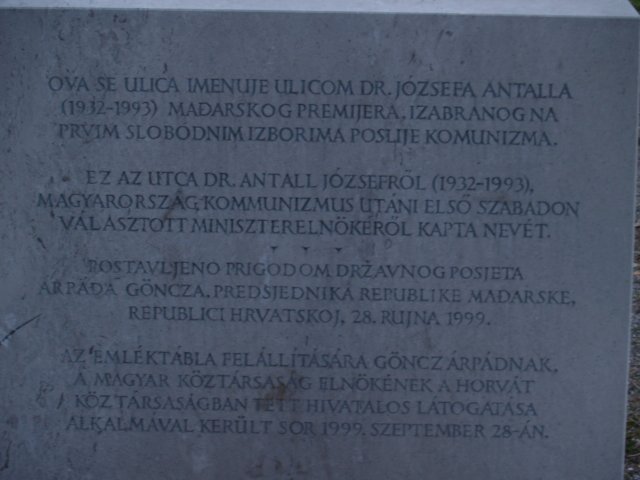 OVA SE ULICA IMENUJE ULICOM DR. JÓZSEFA ANTALLA
(1932-1993) MAĐARSKOG PREMIJERA, IZABRANOG NA
PRVIM SLOBODNIM IZBORIMA POSLIJE KOMUNIZMA.
EZ AZ UTCA DR. ANTALL JÓZSEFRŐL (1932-1993),
MAGYARORSZÁG KOMMUNIZMUS UTÁNI ELSŐ SZABADON
VÁLASZTOTT MINISZTERELNÖKÉRŐL KAPTA NEVÉT.
POSTAVLJENO PRIGODOM DRŽAVNOG POSJETA
ÁRPÁDA GÖNCZA, PREDSJEDNIKA REPUBLIKE MAĐARSKE,
REPUBLICI HRVATSKOJ, 28. RUJNA 1999.
AZ EMLÉKTÁBLA FELÁLLÍTÁSÁRA GÖNCZ ÁRPÁDNAK,
A MAGYAR KÖZTÁRSASÁG ELNÖKÉNEK A HORVÁT
KÖZTÁRSASÁGBAN TETT HIVATALOS LÁTOGATÁSA
ALKALMÁVAL KERÜLT SOR 1999. SZEPTEMBER 28-ÁN.